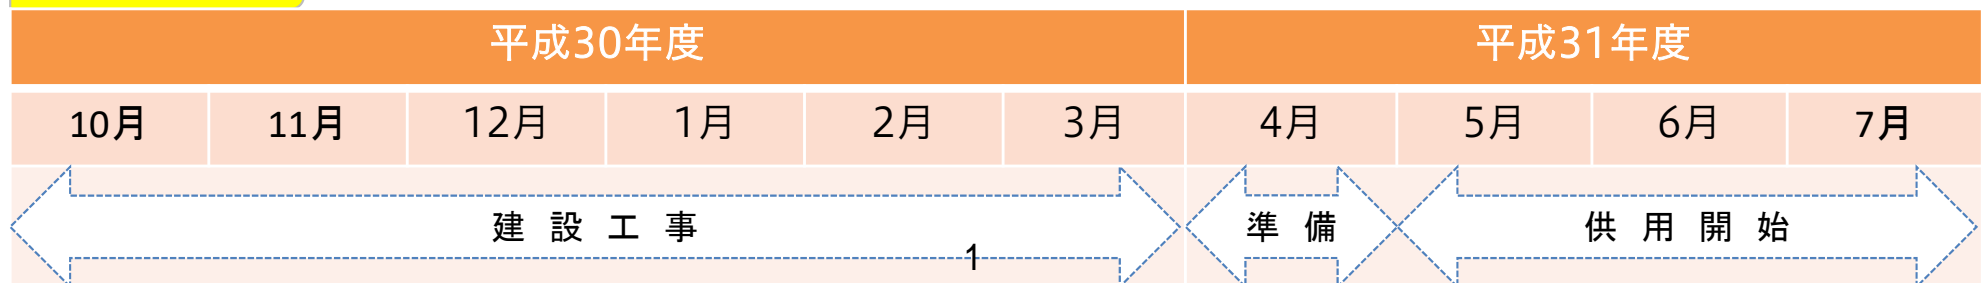 平成30年度 平成31年度
10月 11月 12月 1月 2月 3月 4月 5月 6月 7月
建設工事 準備 供用開始
1